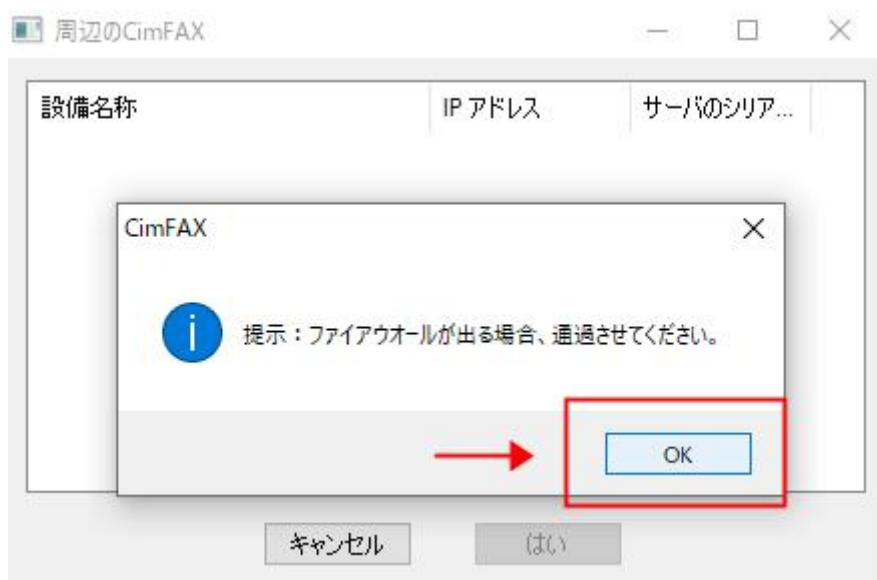 周辺のCimFAX
設備名称 IP アドレス サーバのシリア...
CimFAX
提示：ファイアウオールが出る場合、通過させてください。
OK
キャンセル はい